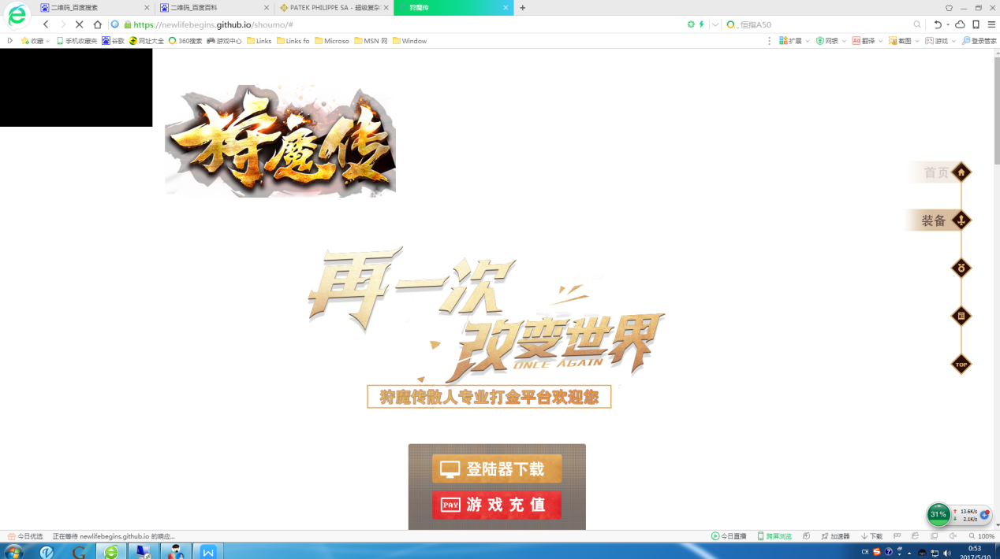 二维码_百度搜索
二维码_百度百科
PATEK PHILIPPE SA - 超级复杂
狩魔传
https://newlifebegins.github.io/shoumo/#
恒指A50
收藏 手机收藏夹 谷歌 网址大全 360搜索 游戏中心 Links Links fo Microso MSN 网 Window
扩展 网银 翻译 截图 游戏 登录管家
狩魔传
首页
装备
TOP
再一次
改变世界
ONCE AGAIN
狩魔传散人专业打金平台欢迎您
登陆器下载
PAY 游戏充值
31% 13.6K/s
2.1K/s
今日优选 正在等待 newlifebegins.github.io 的响应...
今日直播 跨屏浏览 加速器 下载 100%
CH
0:53
2017/5/10